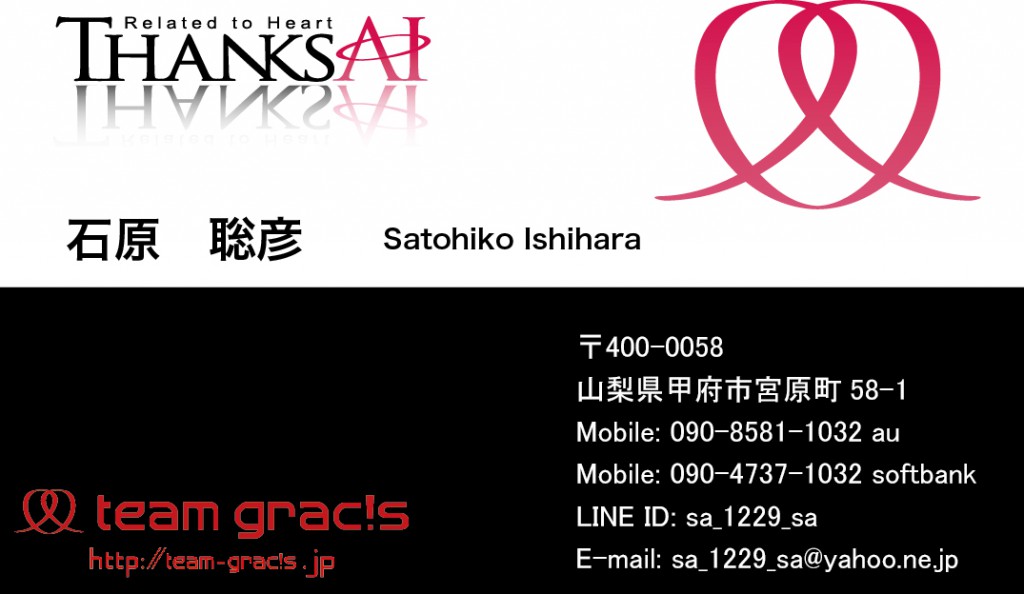 Related to Heart
THANKSAI
石原　聡彦
Satohiko Ishihara
〒400-0058
山梨県甲府市宮原町 58-1
Mobile: 090-8581-1032 au
Mobile: 090-4737-1032 softbank
LINE ID: sa_1229_sa
E-mail: sa_1229_sa@yahoo.ne.jp
team grac!s
http://team-grac!s.jp